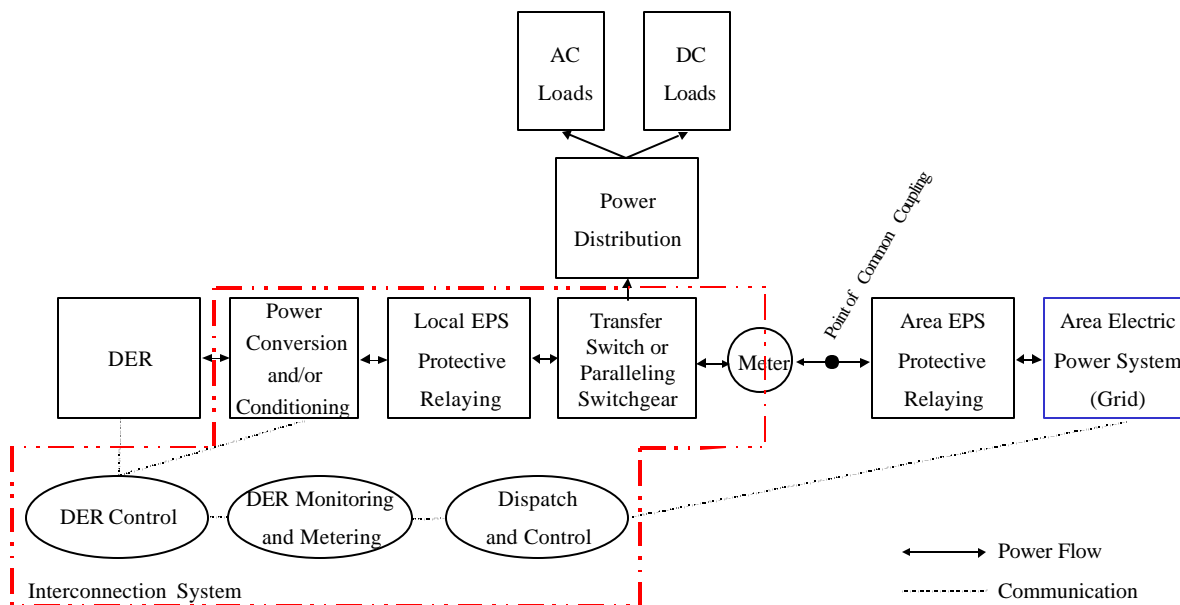 AC
Loads
DC
Loads
Power
Distribution
Point of Common Coupling
DER
Power
Conversion
and/or
Conditioning
Local EPS
Protective
Relaying
Transfer
Switch or
Paralleling
Switchgear
Meter
Area EPS
Protective
Relaying
Area Electric
Power System
(Grid)
DER Control
DER Monitoring
and Metering
Dispatch
and Control
Interconnection System
Power Flow
Communication